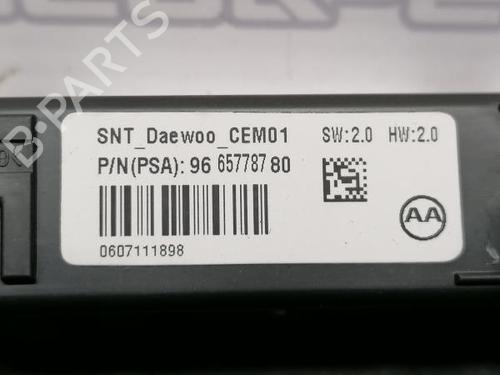 B-PARTS
SNT_Daewoo_CEM01 SW:2.0 HW:2.0
P/N(PSA): 96 657787 80
AA
0607111898